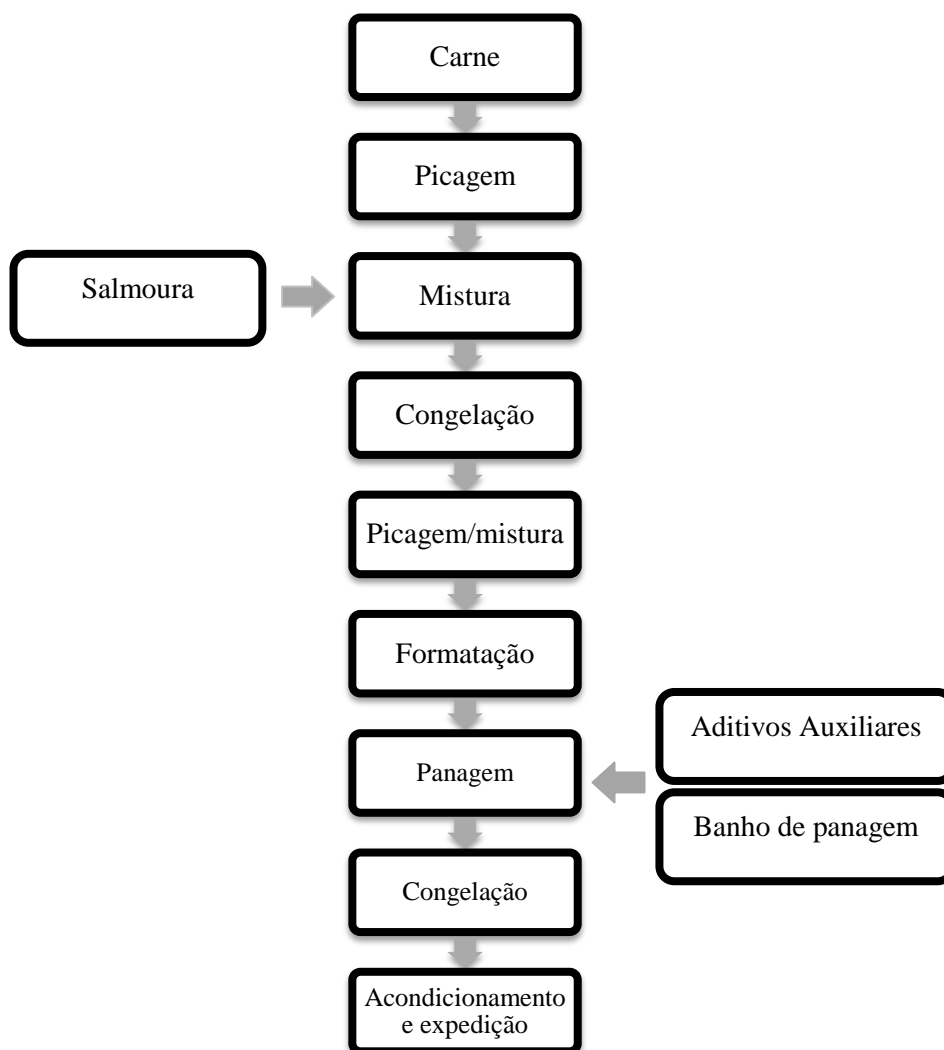 Carne
Picagem
Salmoura
Mistura
Congelação
Picagem/mistura
Formatação
Aditivos Auxiliares
Panagem
Banho de panagem
Congelação
Acondicionamento
e expedição